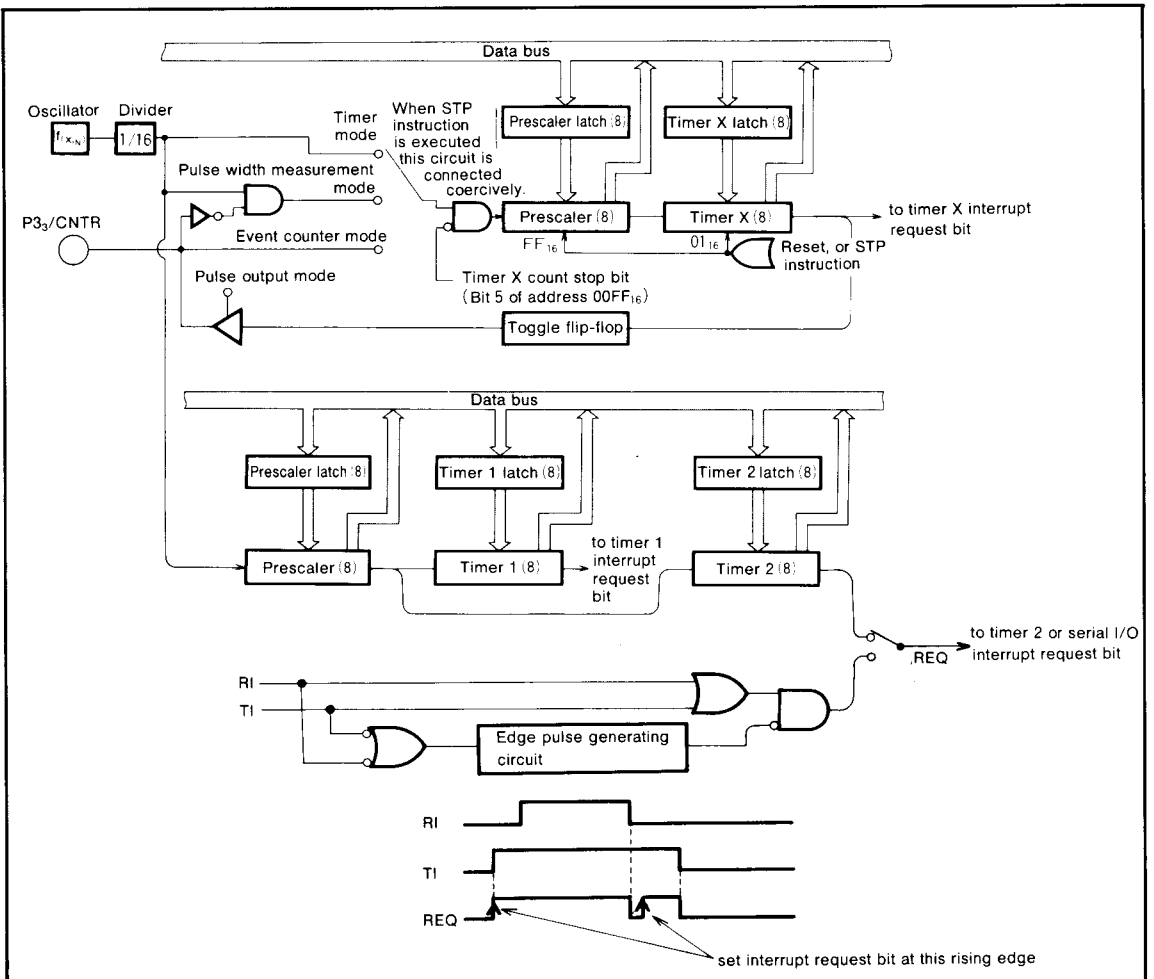 Data bus
Oscillator
Divider
f(XIN)
1/16
Timer
mode
When STP
instruction
is executed
this circuit is
connected
coercively.
Prescaler latch (8)
Timer X latch (8)
Pulse width measurement
mode
P3₃/CNTR
Event counter mode
Prescaler (8)
Timer X (8)
to timer X interrupt
request bit
FF₁₆
01₁₆
Reset, or STP
instruction
Pulse output mode
Timer X count stop bit
(Bit 5 of address 00FF₁₆)
Toggle flip-flop
Data bus
Prescaler latch (8)
Timer 1 latch (8)
Timer 2 latch (8)
to timer 1
interrupt
request
bit
Prescaler (8)
Timer 1 (8)
Timer 2 (8)
to timer 2 or serial I/O
interrupt request bit
REQ
RI
TI
Edge pulse generating
circuit
RI
TI
REQ
set interrupt request bit at this rising edge